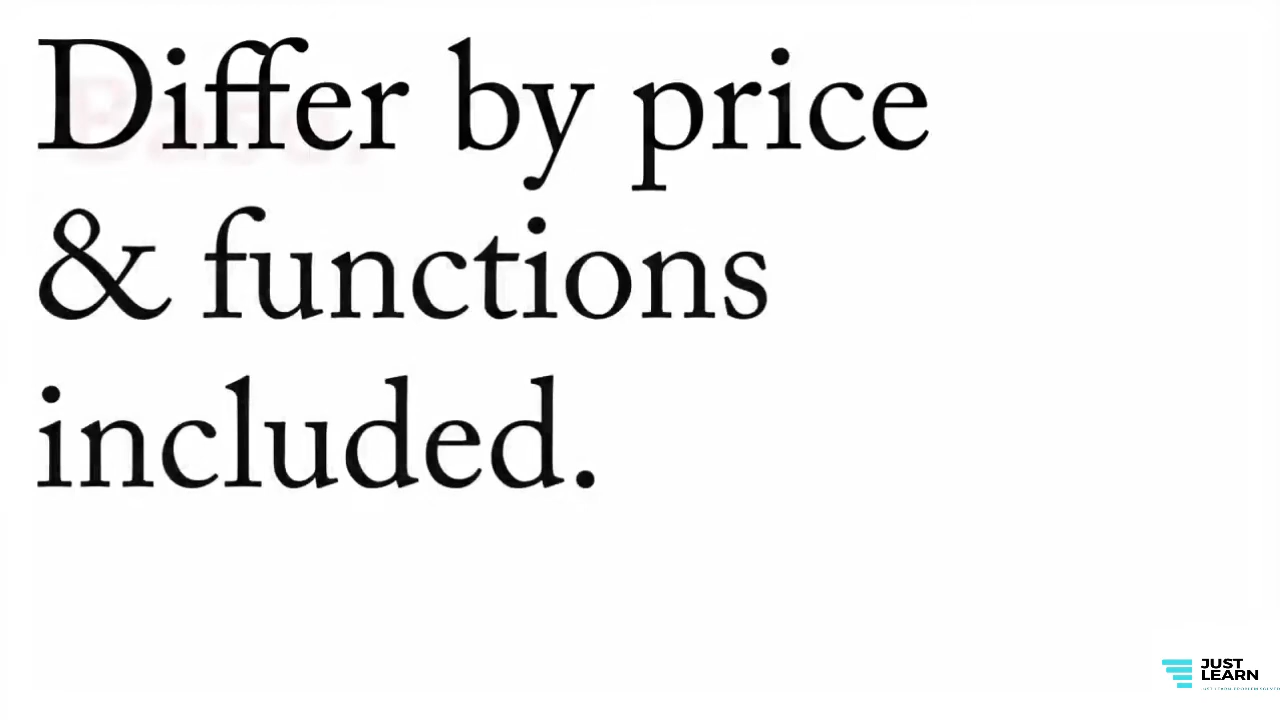 Differ by price
& functions
included.
JUST
LEARN